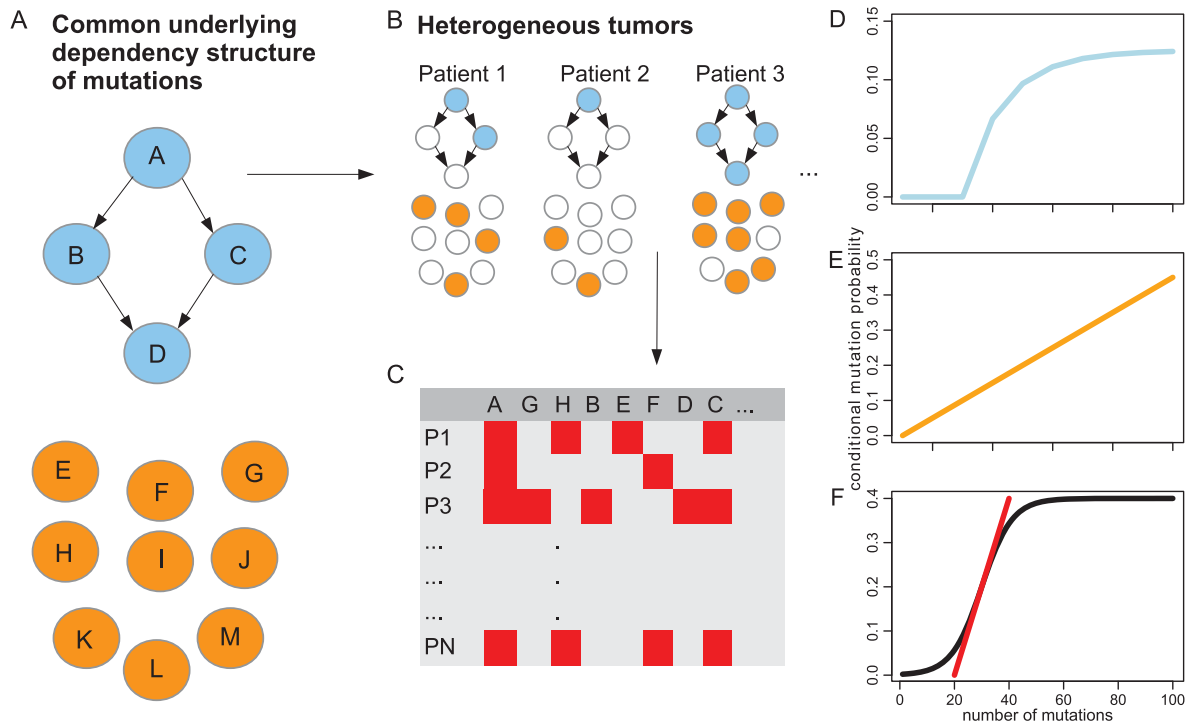 A
Common underlying
dependency structure
of mutations
A
B
C
D
E
F
G
H
I
J
K
L
M
B
Heterogeneous tumors
Patient 1
Patient 2
Patient 3
...
C
A G H B E F D C ...
P1
P2
P3
... .
... .
... .
PN
D
0.15
0.10
0.05
0.00
E
conditional mutation probability
0.5
0.4
0.3
0.2
0.1
0.0
F
0.4
0.3
0.2
0.1
0.0
0 20 40 60 80 100
number of mutations